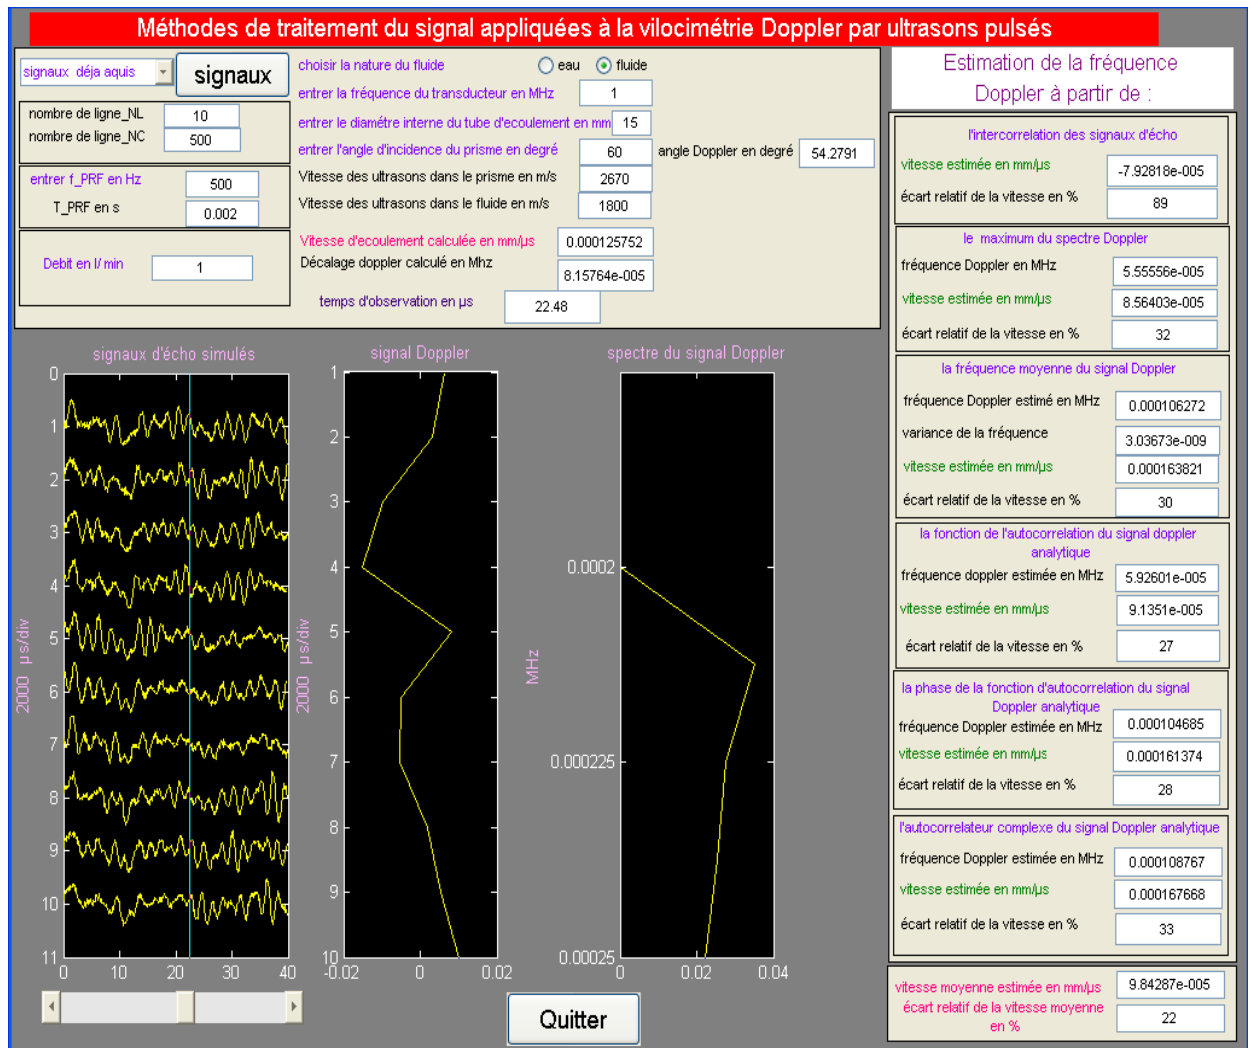 Méthodes de traitement du signal appliquées à la vilocimétrie Doppler par ultrasons pulsés
signaux déja aquis
signaux
nombre de ligne_NL 10
nombre de ligne_NC 500
entrer f_PRF en Hz 500
T_PRF en s 0.002
Debit en l/ min 1
choisir la nature du fluide eau fluide
entrer la fréquence du transducteur en MHz 1
entrer le diamétre interne du tube d'ecoulement en mm 15
entrer l'angle d'incidence du prisme en degré 60 angle Doppler en degré 54.2791
Vitesse des ultrasons dans le prisme en m/s 2670
Vitesse des ultrasons dans le fluide en m/s 1800
Vitesse d'ecoulement calculée en mm/µs 0.000125752
Décalage doppler calculé en Mhz 8.15764e-005
temps d'observation en µs 22.48
signaux d'écho simulés
0
1
2
3
4
5
6
7
8
9
10
11
2000 µs/div
0 10 20 30 40
signal Doppler
1
2
3
4
5
6
7
8
9
10
2000 µs/div
-0.02 0 0.02
spectre du signal Doppler
0.0002
0.000225
0.00025
MHz
0 0.02 0.04
Quitter
Estimation de la fréquence
Doppler à partir de :
l'intercorrelation des signaux d'écho
vitesse estimée en mm/µs -7.92818e-005
écart relatif de la vitesse en % 89
le maximum du spectre Doppler
fréquence Doppler en MHz 5.55556e-005
vitesse estimée en mm/µs 8.56403e-005
écart relatif de la vitesse en % 32
la fréquence moyenne du signal Doppler
fréquence Doppler estimé en MHz 0.000106272
variance de la fréquence 3.03673e-009
vitesse estimée en mm/µs 0.000163821
écart relatif de la vitesse en % 30
la fonction de l'autocorrelation du signal doppler
analytique
fréquence doppler estimée en MHz 5.92601e-005
vitesse estimée en mm/µs 9.1351e-005
écart relatif de la vitesse en % 27
la phase de la fonction d'autocorrelation du signal
Doppler analytique
fréquence Doppler estimée en MHz 0.000104685
vitesse estimée en mm/µs 0.000161374
écart relatif de la vitesse en % 28
l'autocorrelateur complexe du signal Doppler analytique
fréquence Doppler estimée en MHz 0.000108767
vitesse estimée en mm/µs 0.000167668
écart relatif de la vitesse en % 33
vitesse moyenne estimée en mm/µs 9.84287e-005
écart relatif de la vitesse moyenne
en % 22